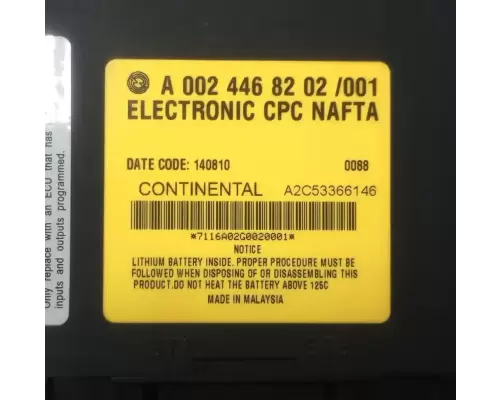 A 002 446 82 02 /001
ELECTRONIC CPC NAFTA
DATE CODE: 140810 0088
CONTINENTAL A2C53366146
*7116A02G0020001*
NOTICE
LITHIUM BATTERY INSIDE. PROPER PROCEDURE MUST BE
FOLLOWED WHEN DISPOSING OF OR DISASSEMBLING THIS
PRODUCT.DO NOT HEAT THE BATTERY ABOVE 125C
MADE IN MALAYSIA
Only replace with an ECU that has
inputs and outputs programmed.